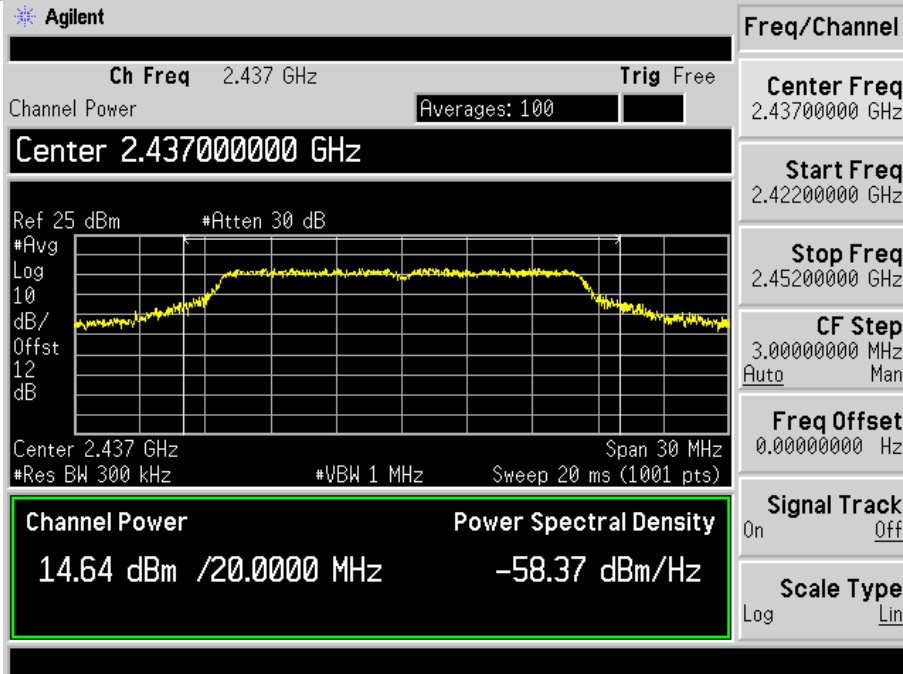 Agilent
Ch Freq 2.437 GHz Trig Free
Channel Power Averages: 100
Center 2.437000000 GHz
Ref 25 dBm #Atten 30 dB
#Avg
Log
10
dB/
Offst
12
dB
Center 2.437 GHz Span 30 MHz
#Res BW 300 kHz #VBW 1 MHz Sweep 20 ms (1001 pts)
Channel Power Power Spectral Density
14.64 dBm /20.0000 MHz -58.37 dBm/Hz
Freq/Channel
Center Freq
2.43700000 GHz
Start Freq
2.42200000 GHz
Stop Freq
2.45200000 GHz
CF Step
3.00000000 MHz
Auto Man
Freq Offset
0.00000000 Hz
Signal Track
On Off
Scale Type
Log Lin